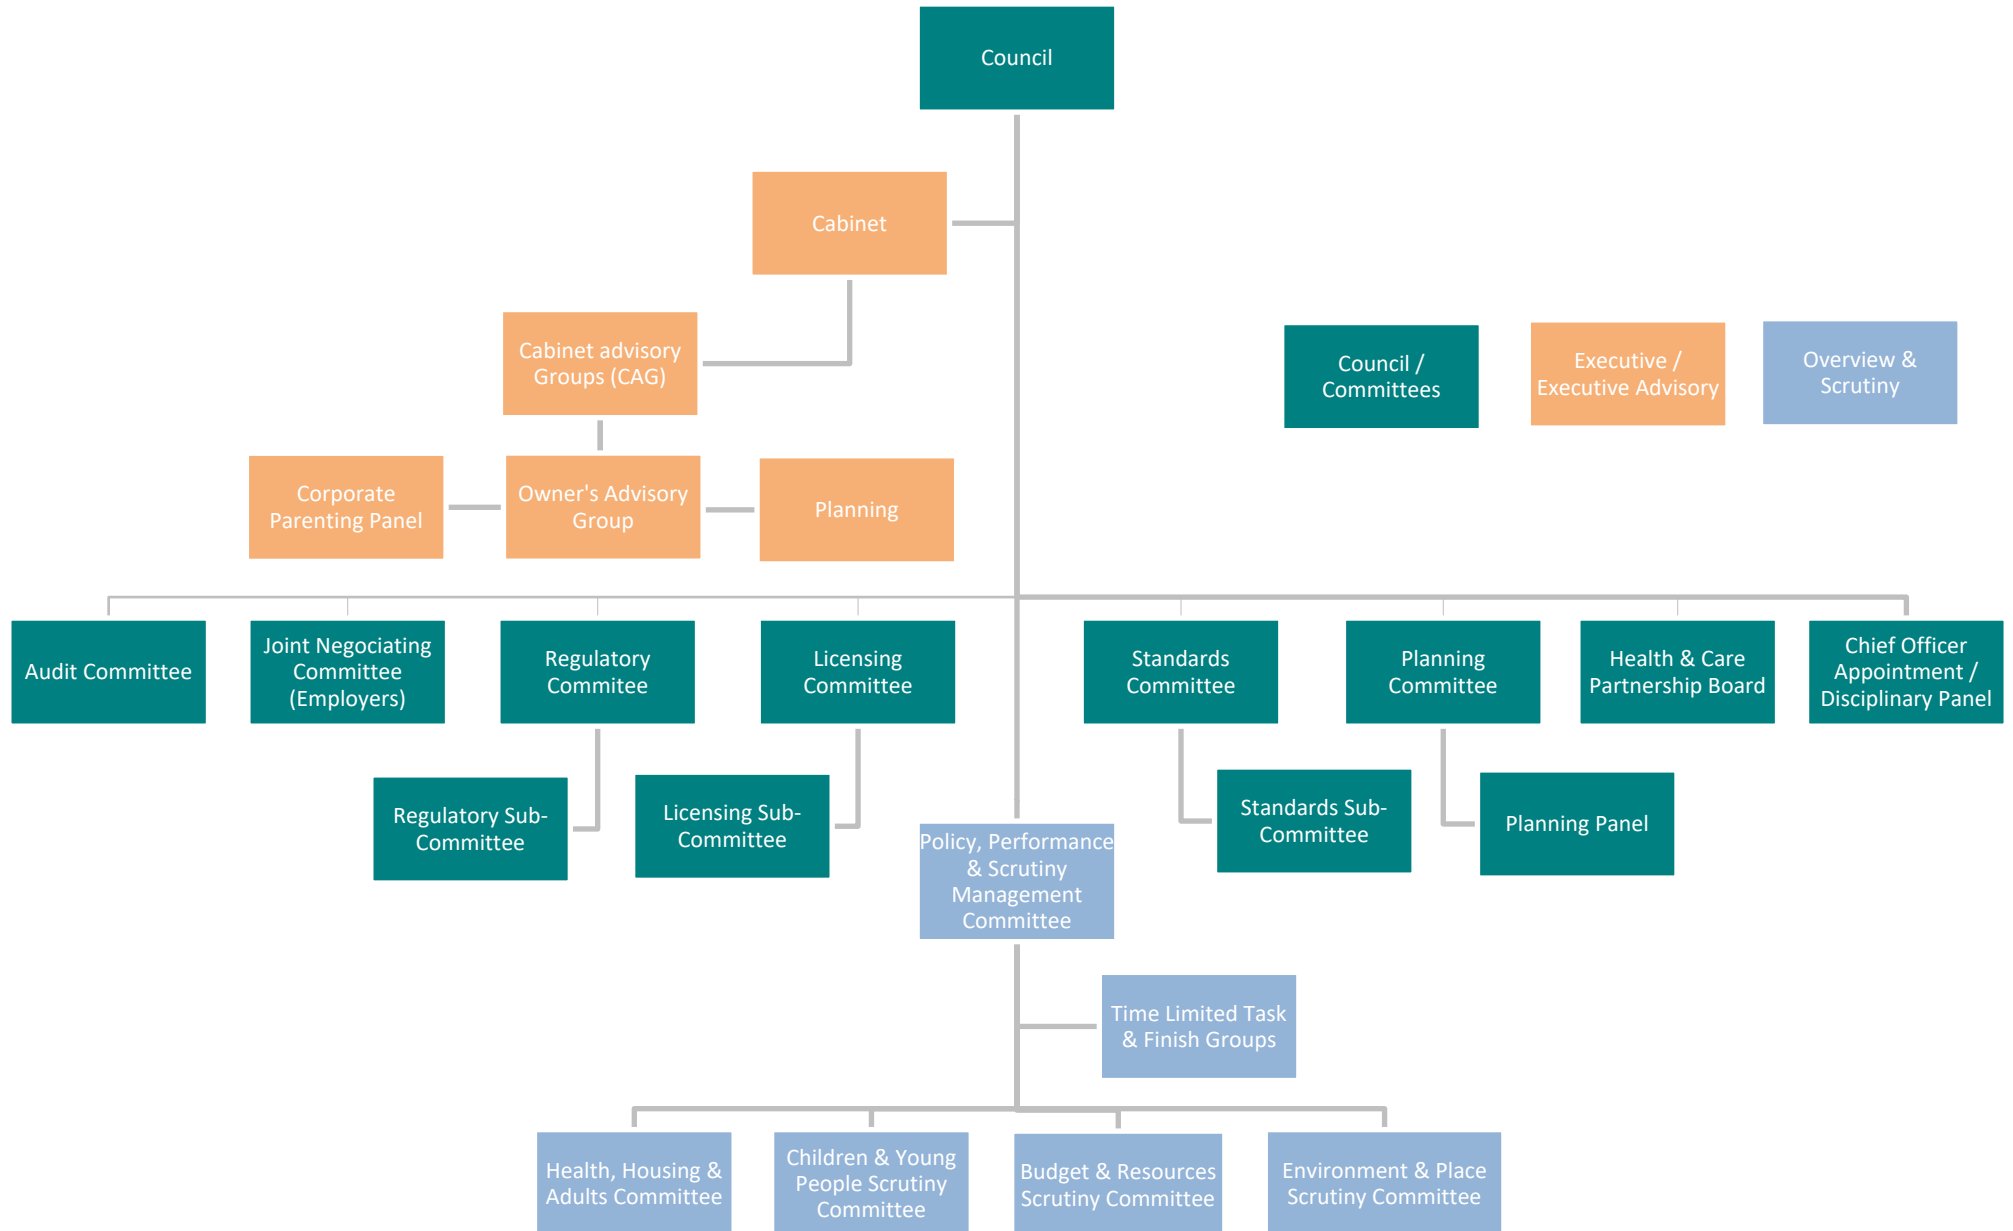 Council
Cabinet
Cabinet advisory
Groups (CAG)
Council /
Committees
Executive /
Executive Advisory
Overview &
Scrutiny
Corporate
Parenting Panel
Owner's Advisory
Group
Planning
Audit Committee
Joint Negociating
Committee
(Employers)
Regulatory
Commitee
Licensing
Committee
Standards
Committee
Planning
Committee
Health & Care
Partnership Board
Chief Officer
Appointment /
Disciplinary Panel
Regulatory Sub-
Committee
Licensing Sub-
Committee
Standards Sub-
Committee
Planning Panel
Policy, Performance
& Scrutiny
Management
Committee
Time Limited Task
& Finish Groups
Health, Housing &
Adults Committee
Children & Young
People Scrutiny
Committee
Budget & Resources
Scrutiny Committee
Environment & Place
Scrutiny Committee